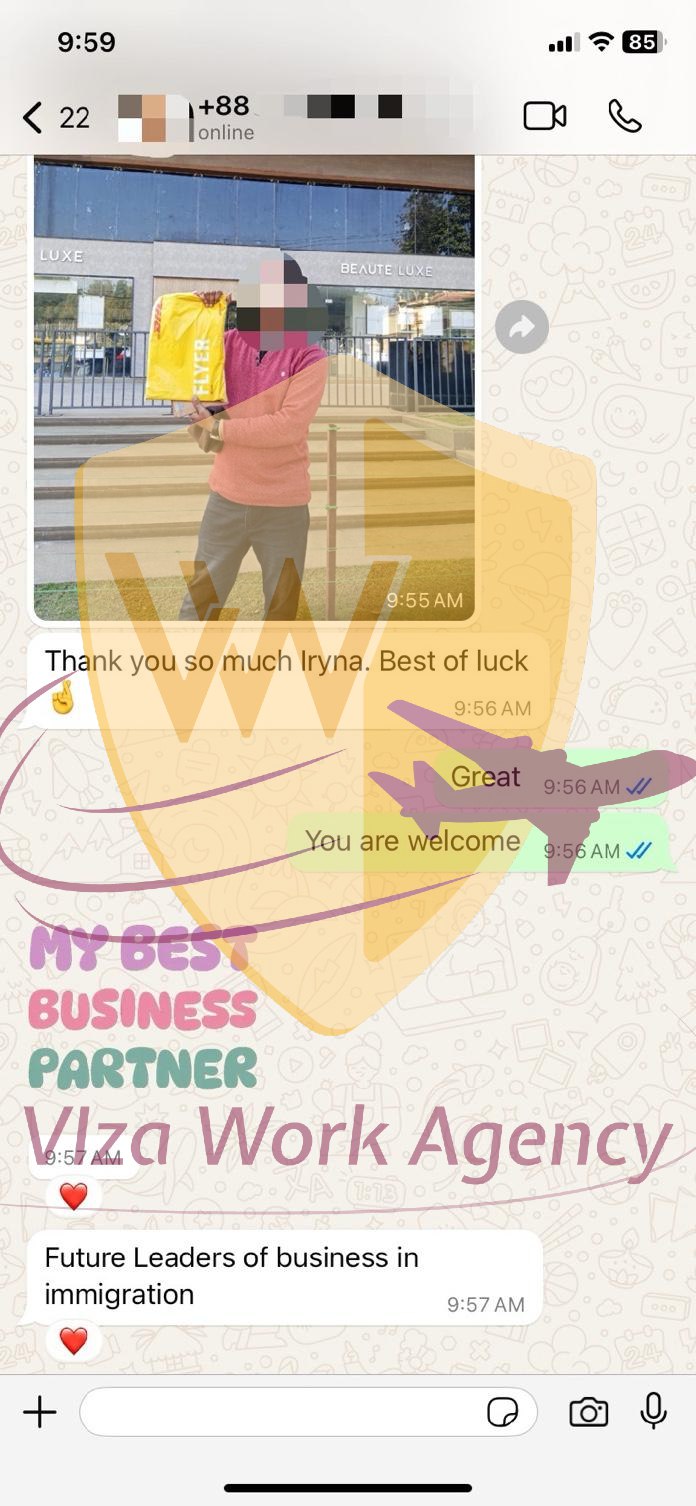 9:59
85
22
+88
online
LUXE
BEAUTE LUXE
FLYER
9:55 AM
Thank you so much Iryna. Best of luck
🤞
9:56 AM
Great
9:56 AM
You are welcome
9:56 AM
MY BEST
BUSINESS
PARTNER
VIza Work Agency
9:57 AM
❤️
Future Leaders of business in
immigration
9:57 AM
❤️